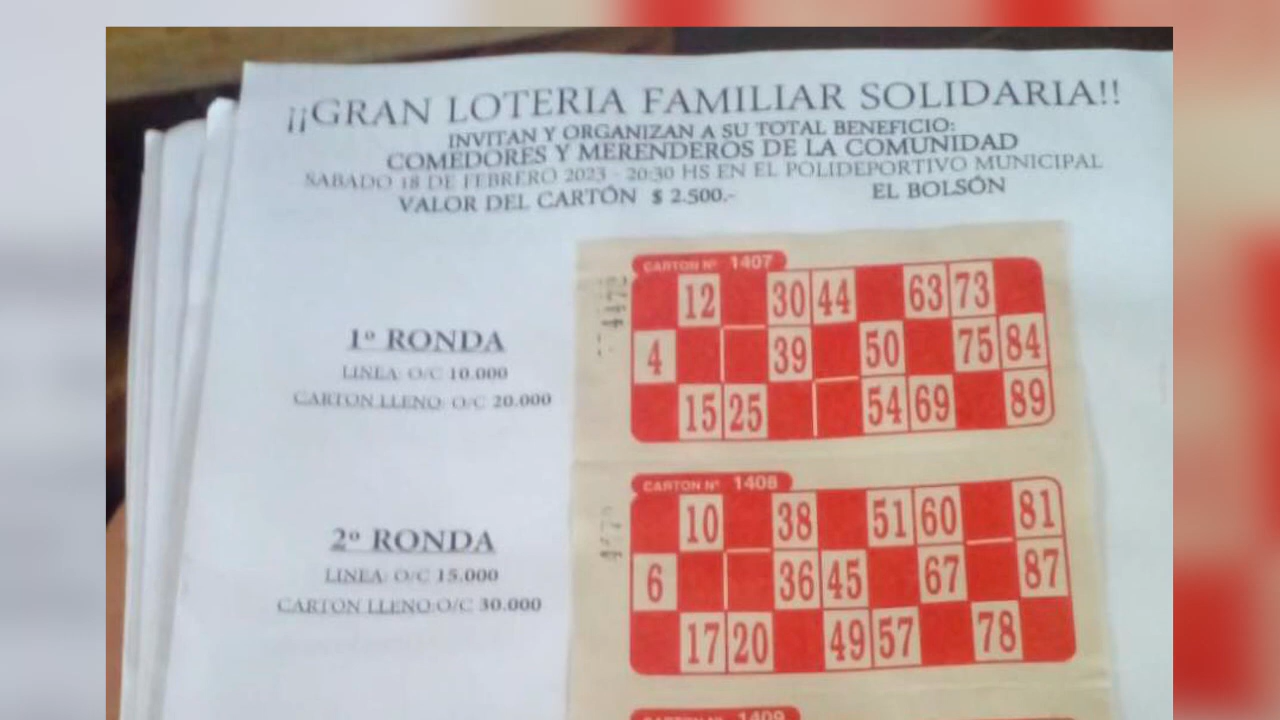 ¡¡GRAN LOTERIA FAMILIAR SOLIDARIA!!
INVITAN Y ORGANIZAN A SU TOTAL BENEFICIO:
COMEDORES Y MERENDEROS DE LA COMUNIDAD
SABADO 18 DE FEBRERO 2023 - 20:30 HS EN EL POLIDEPORTIVO MUNICIPAL
VALOR DEL CARTÓN $ 2.500.- EL BOLSÓN
CARTON Nº 1407
12 30 44 63 73
4 39 50 75 84
15 25 54 69 89
1º RONDA
LINEA: O/C 10.000
CARTON LLENO: O/C 20.000
CARTON Nº 1408
10 38 51 60 81
6 36 45 67 87
17 20 49 57 78
2º RONDA
LINEA: O/C 15.000
CARTON LLENO:O/C 30.000
CARTON Nº 1409